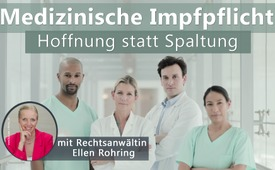 Medizinische Impfpflicht
Hoffnung statt Spaltung
mit Rechtsanwältin
Ellen Rohring